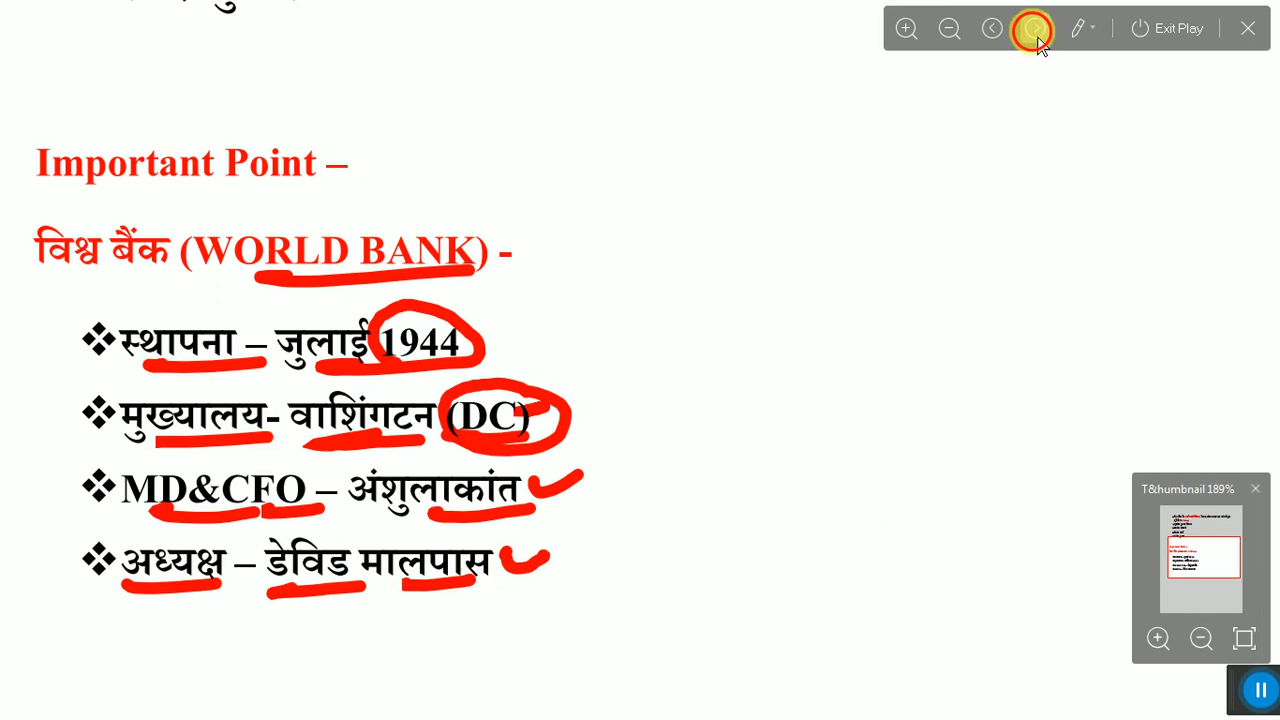 Exit Play
Important Point –
विश्व बैंक (WORLD BANK) -
❖स्थापना – जुलाई 1944
❖मुख्यालय- वाशिंगटन (DC)
❖MD&CFO – अंशुलाकांत
❖अध्यक्ष – डेविड मालपास
T&humbnail 189%